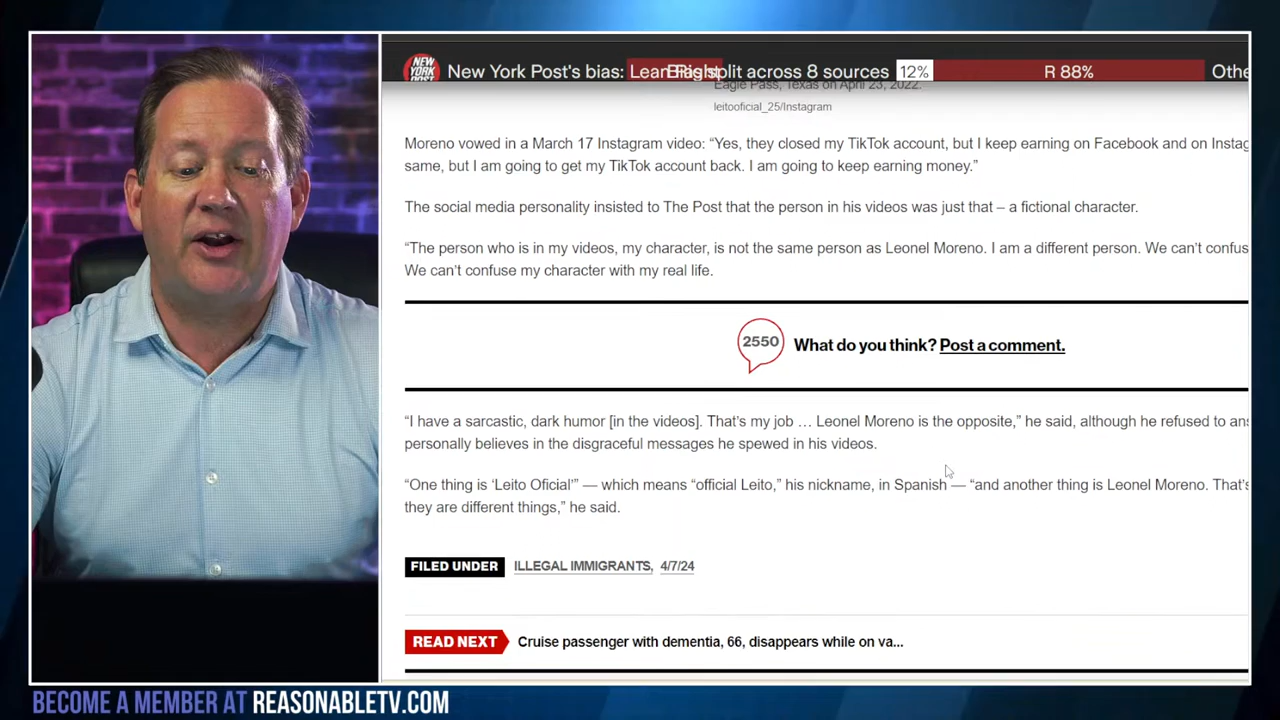 NEW YORK POST
New York Post's bias: Lean Right
Bias split across 8 sources
12%
R 88%
Othe
Eagle Pass, Texas on April 23, 2022.
leitooficial_25/Instagram
Moreno vowed in a March 17 Instagram video: “Yes, they closed my TikTok account, but I keep earning on Facebook and on Instag
same, but I am going to get my TikTok account back. I am going to keep earning money.”
The social media personality insisted to The Post that the person in his videos was just that – a fictional character.
“The person who is in my videos, my character, is not the same person as Leonel Moreno. I am a different person. We can’t confus
We can’t confuse my character with my real life.
2550
What do you think? Post a comment.
“I have a sarcastic, dark humor [in the videos]. That’s my job … Leonel Moreno is the opposite,” he said, although he refused to ans
personally believes in the disgraceful messages he spewed in his videos.
“One thing is ‘Leito Oficial’” — which means “official Leito,” his nickname, in Spanish — “and another thing is Leonel Moreno. That’s
they are different things,” he said.
FILED UNDER ILLEGAL IMMIGRANTS, 4/7/24
READ NEXT Cruise passenger with dementia, 66, disappears while on va...
BECOME A MEMBER AT REASONABLETV.COM